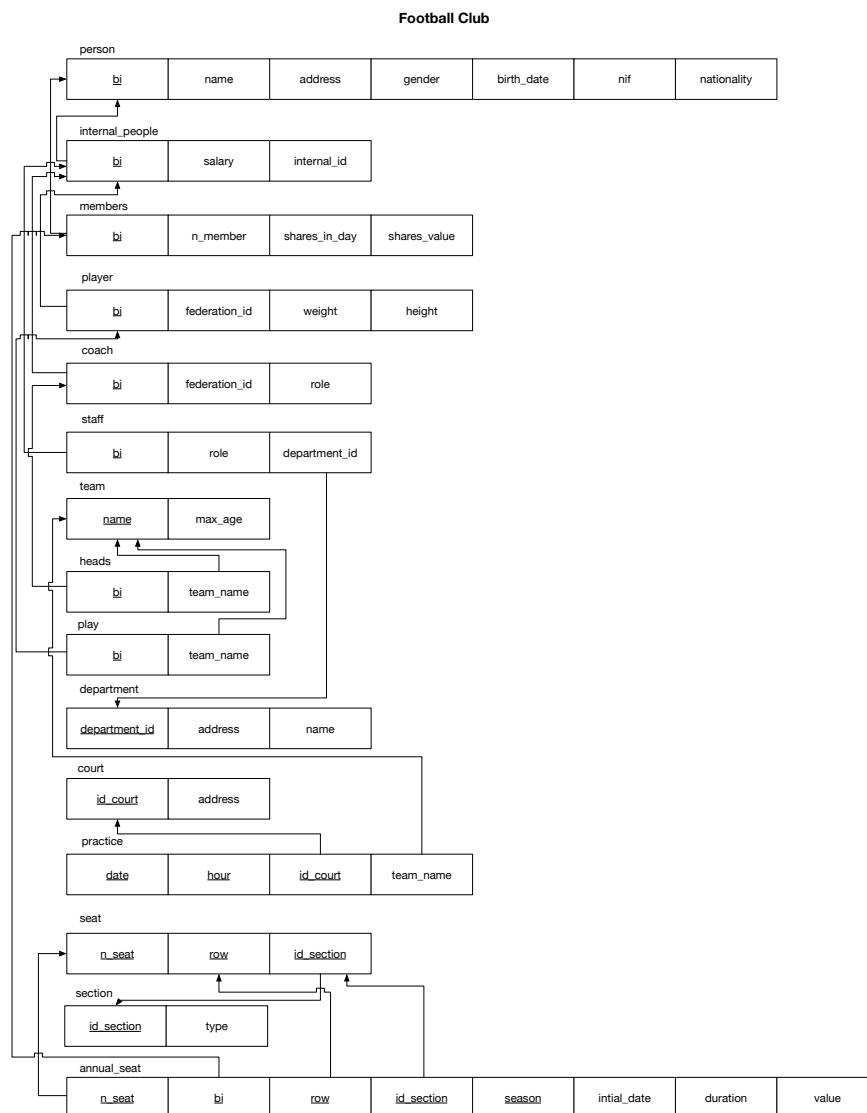 Football Club
person
bi name address gender birth_date nif nationality
internal_people
bi salary internal_id
members
bi n_member shares_in_day shares_value
player
bi federation_id weight height
coach
bi federation_id role
staff
bi role department_id
team
name max_age
heads
bi team_name
play
bi team_name
department
department_id address name
court
id_court address
practice
date hour id_court team_name
seat
n_seat row id_section
section
id_section type
annual_seat
n_seat bi row id_section season intial_date duration value